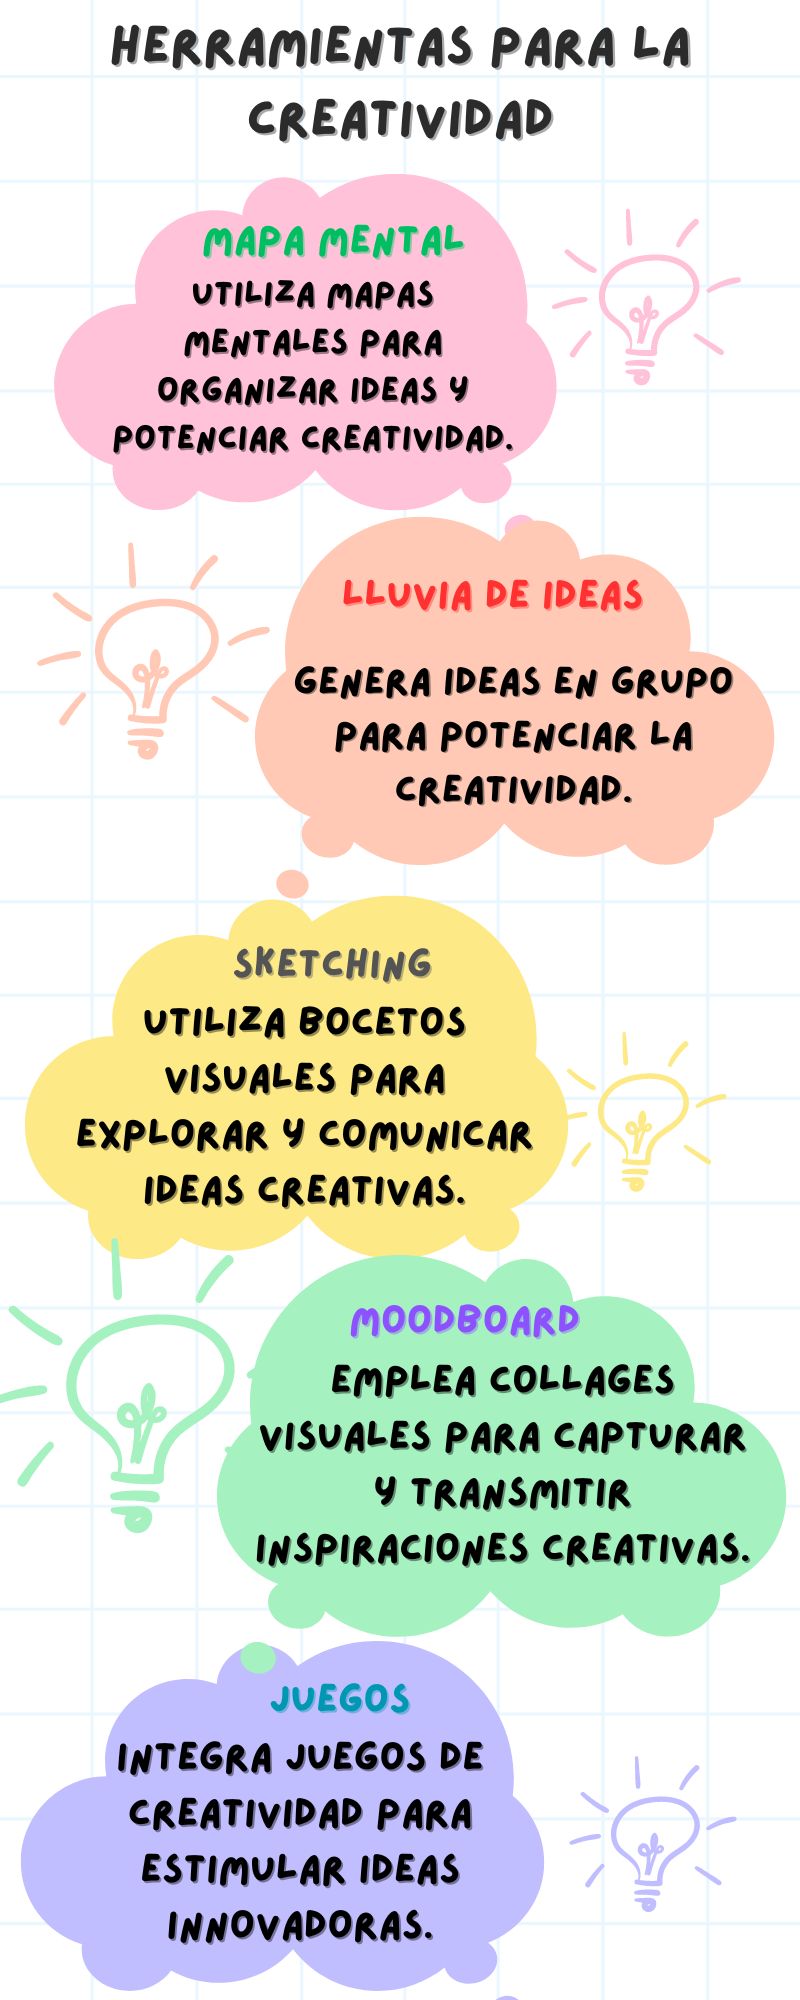 HERRAMIENTAS PARA LA
CREATIVIDAD
MAPA MENTAL
UTILIZA MAPAS
MENTALES PARA
ORGANIZAR IDEAS Y
POTENCIAR CREATIVIDAD.
LLUVIA DE IDEAS
GENERA IDEAS EN GRUPO
PARA POTENCIAR LA
CREATIVIDAD.
SKETCHING
UTILIZA BOCETOS
VISUALES PARA
EXPLORAR Y COMUNICAR
IDEAS CREATIVAS.
MOODBOARD
EMPLEA COLLAGES
VISUALES PARA CAPTURAR
Y TRANSMITIR
INSPIRACIONES CREATIVAS.
JUEGOS
INTEGRA JUEGOS DE
CREATIVIDAD PARA
ESTIMULAR IDEAS
INNOVADORAS.